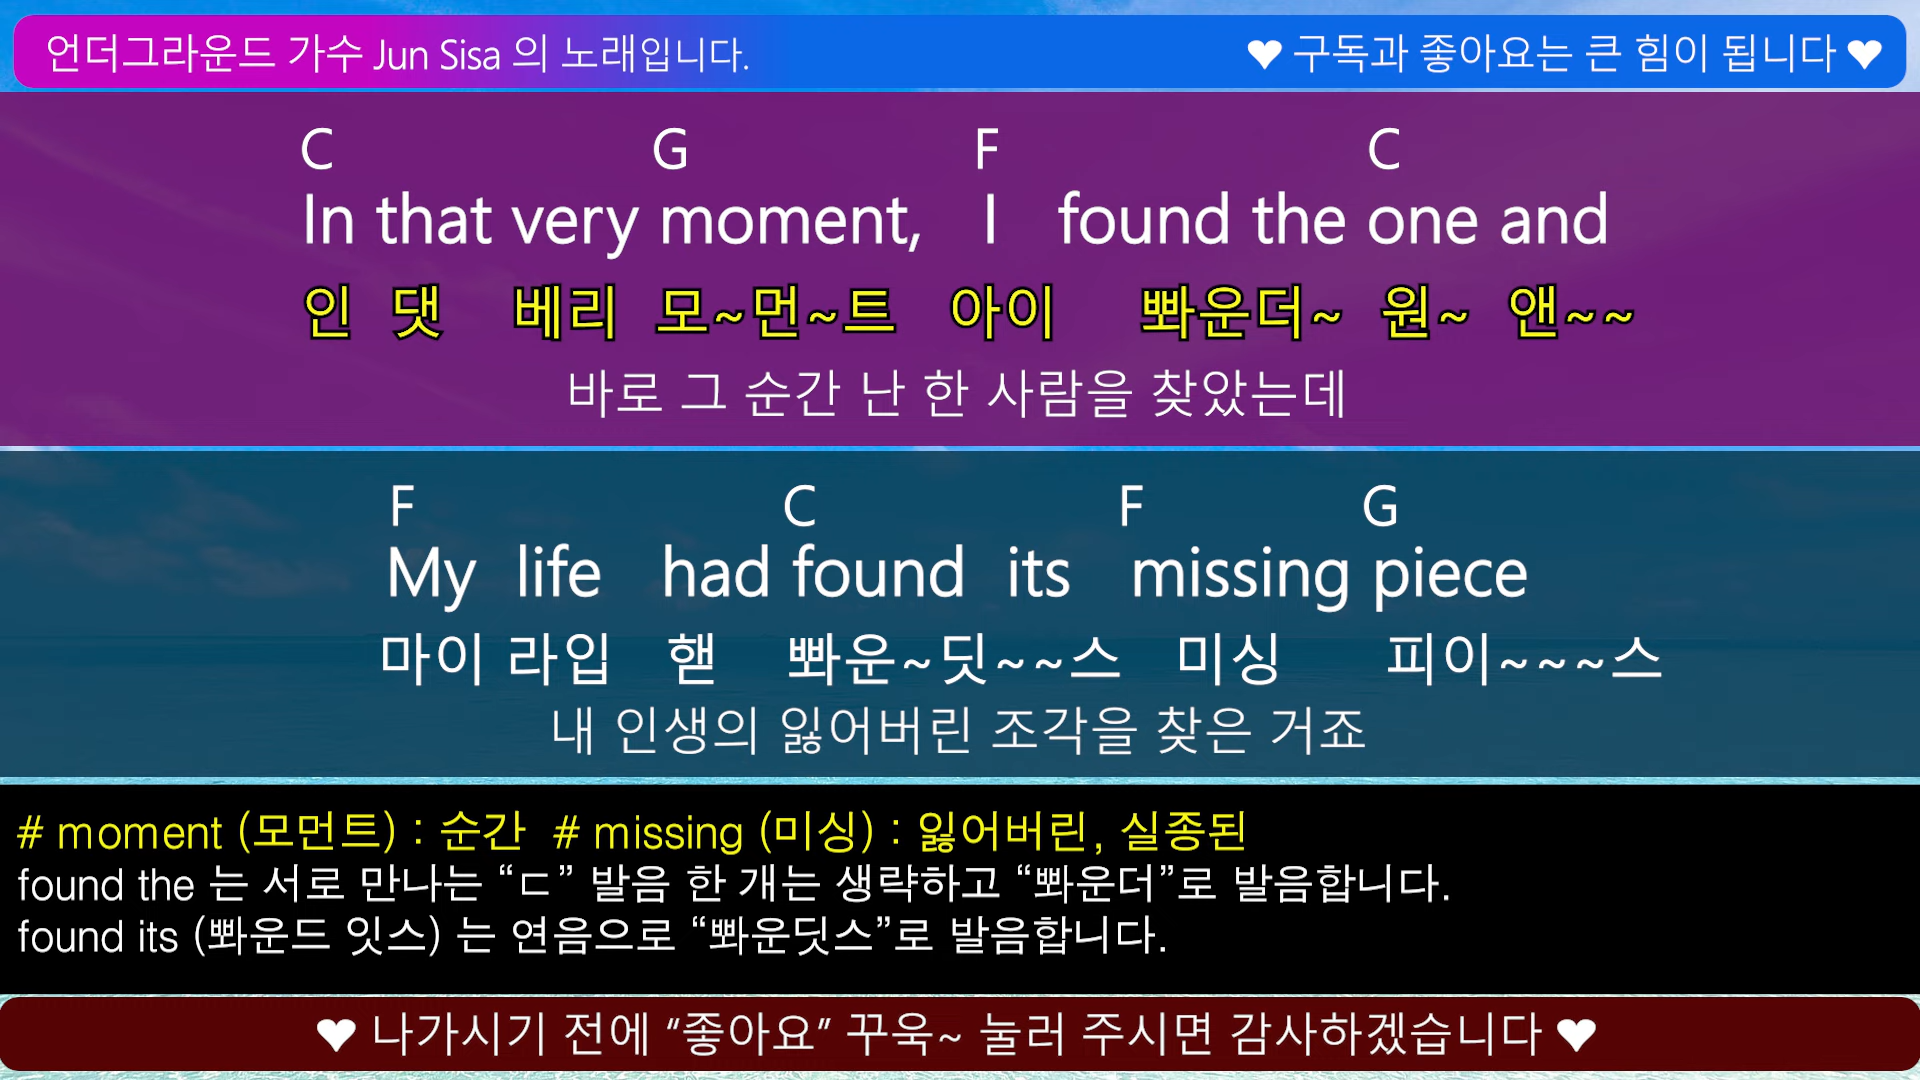 언더그라운드 가수 Jun Sisa 의 노래입니다.
♥ 구독과 좋아요는 큰 힘이 됩니다 ♥
C G F C
In that very moment, I found the one and
인 댓 베리 모~먼~트 아이 빠운더~ 원~ 앤~~
바로 그 순간 난 한 사람을 찾았는데
F C F G
My life had found its missing piece
마이 라입 핻 빠운~딧~~스 미싱 피이~~~스
내 인생의 잃어버린 조각을 찾은 거죠
# moment (모먼트) : 순간 # missing (미싱) : 잃어버린, 실종된
found the 는 서로 만나는 “ㄷ” 발음 한 개는 생략하고 “빠운더”로 발음합니다.
found its (빠운드 잇스) 는 연음으로 “빠운딧스”로 발음합니다.
♥ 나가시기 전에 “좋아요” 꾸욱~ 눌러 주시면 감사하겠습니다 ♥